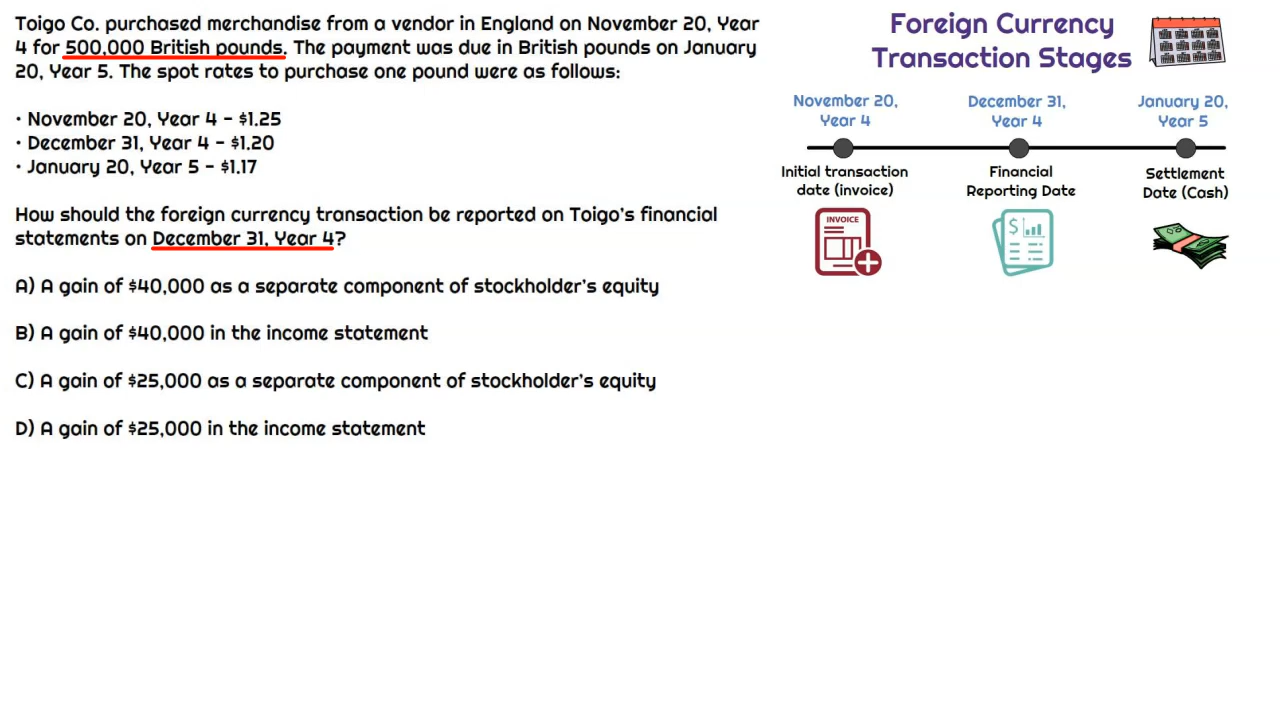 Toigo Co. purchased merchandise from a vendor in England on November 20, Year
4 for 500,000 British pounds. The payment was due in British pounds on January
20, Year 5. The spot rates to purchase one pound were as follows:
• November 20, Year 4 - $1.25
• December 31, Year 4 - $1.20
• January 20, Year 5 - $1.17
How should the foreign currency transaction be reported on Toigo's financial
statements on December 31, Year 4?
A) A gain of $40,000 as a separate component of stockholder's equity
B) A gain of $40,000 in the income statement
C) A gain of $25,000 as a separate component of stockholder's equity
D) A gain of $25,000 in the income statement
Foreign Currency
Transaction Stages
November 20,
Year 4
December 31,
Year 4
January 20,
Year 5
Initial transaction
date (invoice)
Financial
Reporting Date
Settlement
Date (Cash)
INVOICE
$